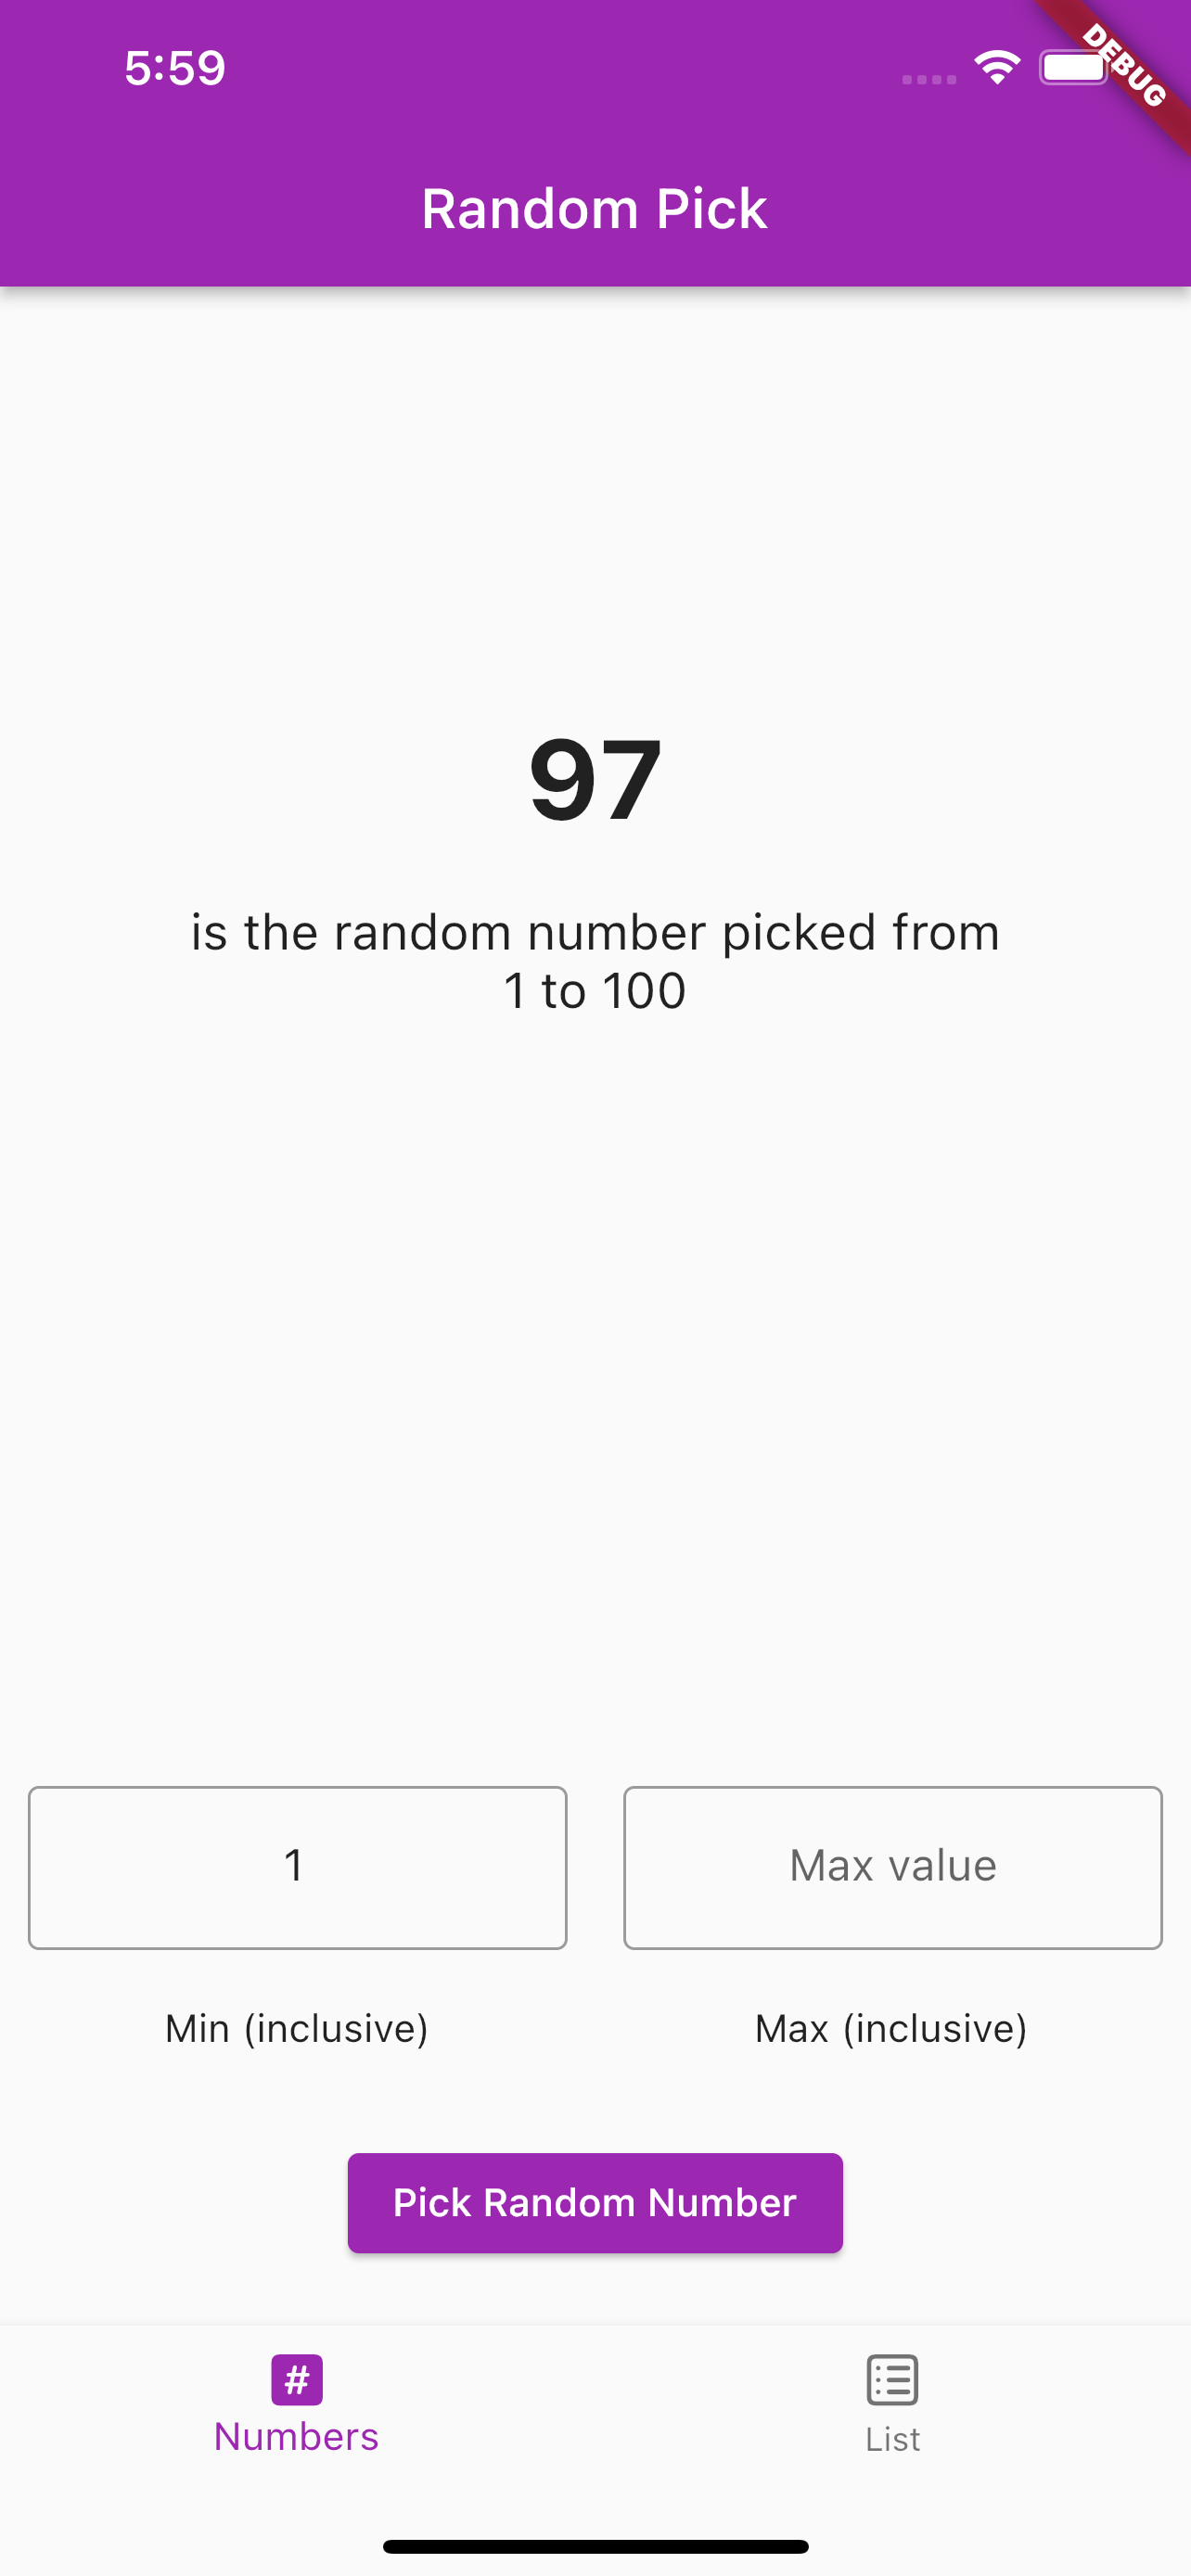 5:59
DEBUG
Random Pick
97
is the random number picked from
1 to 100
1
Max value
Min (inclusive)
Max (inclusive)
Pick Random Number
#
Numbers
List